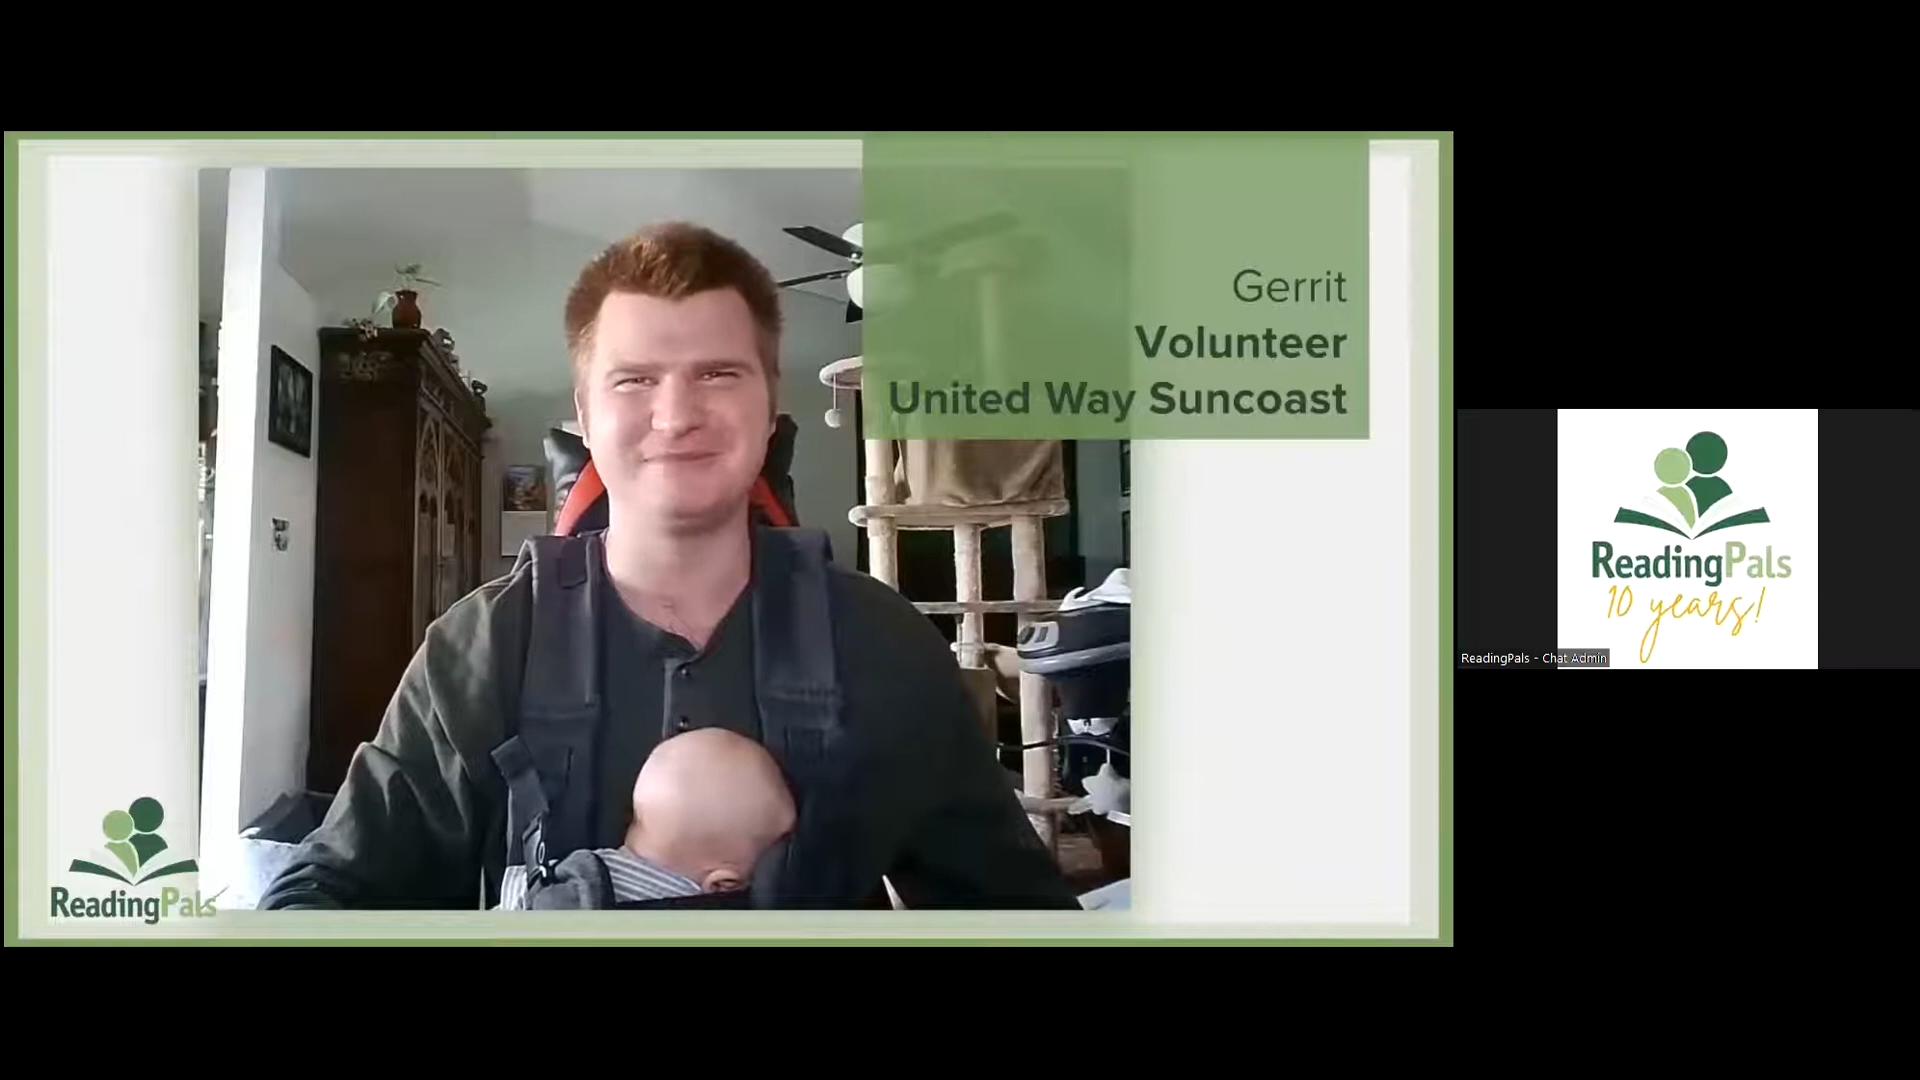 Gerrit
Volunteer
United Way Suncoast
ReadingPals
ReadingPals
10 years!
ReadingPals - Chat Admin